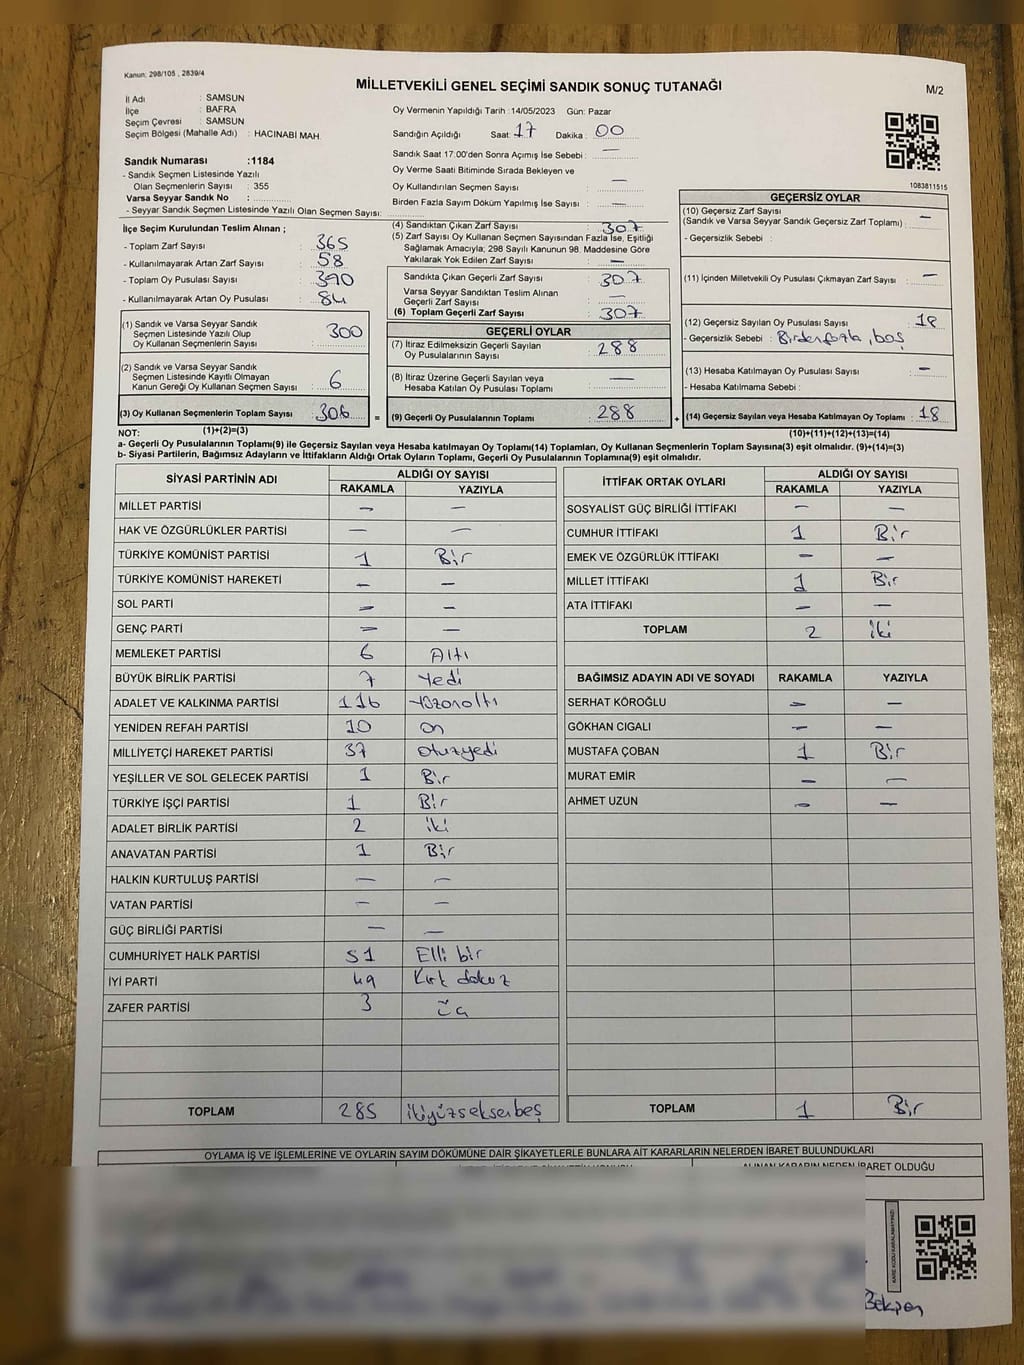 Kanun: 298/105 , 2839/4
MİLLETVEKİLİ GENEL SEÇİMİ SANDIK SONUÇ TUTANAĞI
M/2
İl Adı : SAMSUN
İlçe : BAFRA
Seçim Çevresi : SAMSUN
Seçim Bölgesi (Mahalle Adı) : HACINABİ MAH
Sandık Numarası :1184
- Sandık Seçmen Listesinde Yazılı
Olan Seçmenlerin Sayısı : 355
Varsa Seyyar Sandık No :
- Seyyar Sandık Seçmen Listesinde Yazılı Olan Seçmen Sayısı:
Oy Vermenin Yapıldığı Tarih : 14/05/2023 Gün: Pazar
Sandığın Açıldığı Saat: 17 Dakika : 00
Sandık Saat 17:00'den Sonra Açımış İse Sebebi : —
Oy Verme Saati Bitiminde Sırada Bekleyen ve
Oy Kullandırılan Seçmen Sayısı : —
Birden Fazla Sayım Döküm Yapılmış İse Sayısı : —
1083811515
İlçe Seçim Kurulundan Teslim Alınan ;
- Toplam Zarf Sayısı : 365
- Kullanılmayarak Artan Zarf Sayısı : 58
- Toplam Oy Pusulası Sayısı : 390
- Kullanılmayarak Artan Oy Pusulası : 84
(1) Sandık ve Varsa Seyyar Sandık
Seçmen Listesinde Yazılı Olup
Oy Kullanan Seçmenlerin Sayısı : 300
(2) Sandık ve Varsa Seyyar Sandık
Seçmen Listesinde Kayıtlı Olmayan
Kanun Gereği Oy Kullanan Seçmen Sayısı : 6
(3) Oy Kullanan Seçmenlerin Toplam Sayısı : 306 =
(1)+(2)=(3)
(4) Sandıktan Çıkan Zarf Sayısı : 307
(5) Zarf Sayısı Oy Kullanan Seçmen Sayısından Fazla İse, Eşitliği
Sağlamak Amacıyla; 298 Sayılı Kanunun 98. Maddesine Göre
Yakılarak Yok Edilen Zarf Sayısı : —
Sandıkta Çıkan Geçerli Zarf Sayısı : 307
Varsa Seyyar Sandıktan Teslim Alınan
Geçerli Zarf Sayısı : —
(6) Toplam Geçerli Zarf Sayısı : 307
GEÇERLİ OYLAR
(7) İtiraz Edilmeksizin Geçerli Sayılan
Oy Pusulalarının Sayısı : 288
(8) İtiraz Üzerine Geçerli Sayılan veya
Hesaba Katılan Oy Pusulası Toplamı : —
(9) Geçerli Oy Pusulalarının Toplamı : 288 +
GEÇERSİZ OYLAR
(10) Geçersiz Zarf Sayısı
(Sandık ve Varsa Seyyar Sandık Geçersiz Zarf Toplamı) : —
- Geçersizlik Sebebi :
(11) İçinden Milletvekili Oy Pusulası Çıkmayan Zarf Sayısı : —
(12) Geçersiz Sayılan Oy Pusulası Sayısı : 18
- Geçersizlik Sebebi : Birden fazla, boş
(13) Hesaba Katılmayan Oy Pusulası Sayısı : —
- Hesaba Katılmama Sebebi :
(14) Geçersiz Sayılan veya Hesaba Katılmayan Oy Toplamı : 18
(10)+(11)+(12)+(13)=(14)
NOT:
a- Geçerli Oy Pusulalarının Toplamı(9) ile Geçersiz Sayılan veya Hesaba katılmayan Oy Toplamı(14) Toplamları, Oy Kullanan Seçmenlerin Toplam Sayısına(3) eşit olmalıdır. (9)+(14)=(3)
b- Siyasi Partilerin, Bağımsız Adayların ve İttifakların Aldığı Ortak Oyların Toplamı, Geçerli Oy Pusulalarının Toplamına(9) eşit olmalıdır.
SİYASİ PARTİNİN ADI ALDIĞI OY SAYISI
RAKAMLA YAZIYLA
MİLLET PARTİSİ — —
HAK VE ÖZGÜRLÜKLER PARTİSİ — —
TÜRKİYE KOMÜNİST PARTİSİ 1 Bir
TÜRKİYE KOMÜNİST HAREKETİ — —
SOL PARTİ — —
GENÇ PARTİ — —
MEMLEKET PARTİSİ 6 Altı
BÜYÜK BİRLİK PARTİSİ 7 Yedi
ADALET VE KALKINMA PARTİSİ 116 Yüzonaltı
YENİDEN REFAH PARTİSİ 10 On
MİLLİYETÇİ HAREKET PARTİSİ 37 otuzyedi
YEŞİLLER VE SOL GELECEK PARTİSİ 1 Bir
TÜRKİYE İŞÇİ PARTİSİ 1 Bir
ADALET BİRLİK PARTİSİ 2 iki
ANAVATAN PARTİSİ 1 Bir
HALKIN KURTULUŞ PARTİSİ — —
VATAN PARTİSİ — —
GÜÇ BİRLİĞİ PARTİSİ — —
CUMHURİYET HALK PARTİSİ 51 Elli bir
İYİ PARTİ 49 Kırk dokuz
ZAFER PARTİSİ 3 üç
TOPLAM 285 ikiyüzseksenbeş
İTTİFAK ORTAK OYLARI ALDIĞI OY SAYISI
RAKAMLA YAZIYLA
SOSYALİST GÜÇ BİRLİĞİ İTTİFAKI — —
CUMHUR İTTİFAKI 1 Bir
EMEK VE ÖZGÜRLÜK İTTİFAKI — —
MİLLET İTTİFAKI 1 Bir
ATA İTTİFAKI — —
TOPLAM 2 iki
BAĞIMSIZ ADAYIN ADI VE SOYADI RAKAMLA YAZIYLA
SERHAT KÖROĞLU — —
GÖKHAN CIGALI — —
MUSTAFA ÇOBAN 1 Bir
MURAT EMİR — —
AHMET UZUN — —
TOPLAM 1 Bir
OYLAMA İŞ VE İŞLEMLERİNE VE OYLARIN SAYIM DÖKÜMÜNE DAİR ŞİKAYETLERLE BUNLARA AİT KARARLARIN NELERDEN İBARET BULUNDUKLARI
ALINAN KARARIN NEDEN İBARET OLDUĞU
KARE KODU KARALAMAYINIZ!